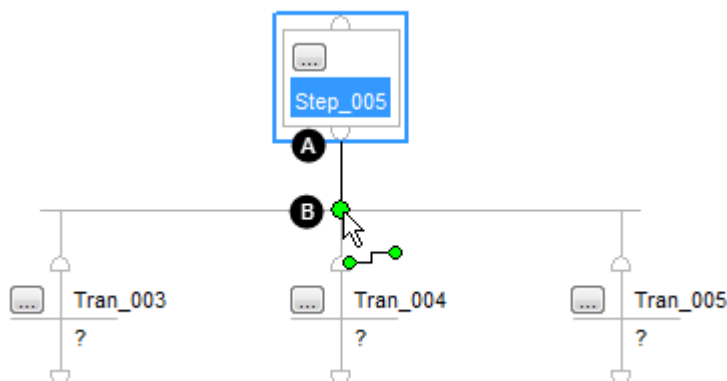 ...
Step_005
A
B
... Tran_003 ... Tran_004 ... Tran_005
? ? ?